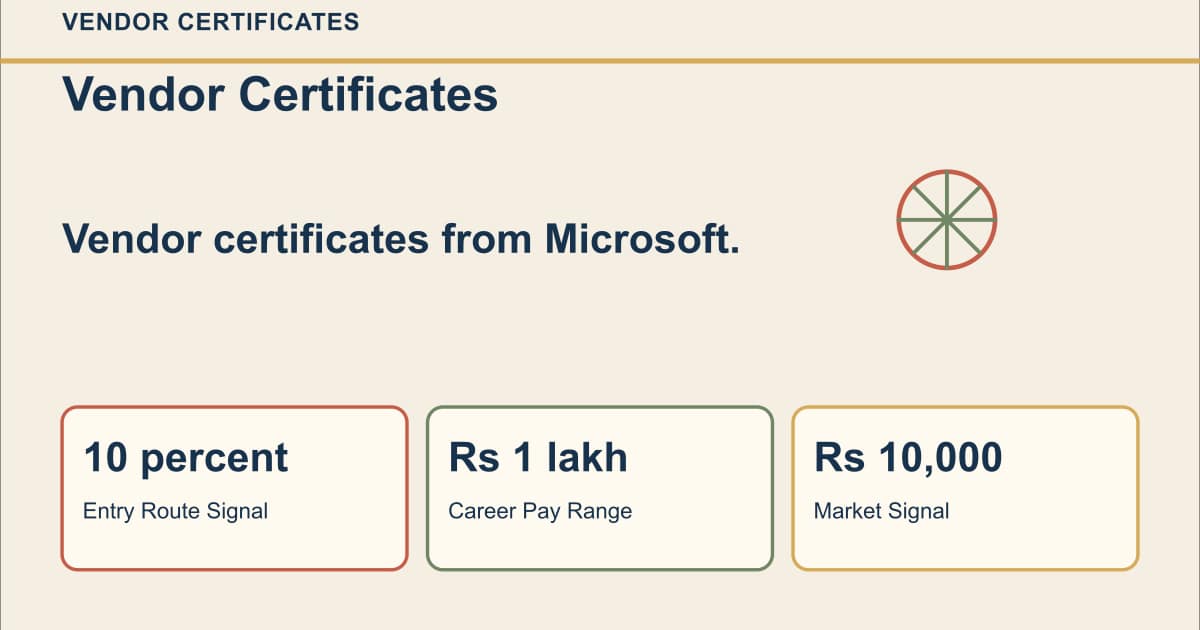 VENDOR CERTIFICATES
Vendor Certificates
Vendor certificates from Microsoft.
10 percent
Entry Route Signal
Rs 1 lakh
Career Pay Range
Rs 10,000
Market Signal